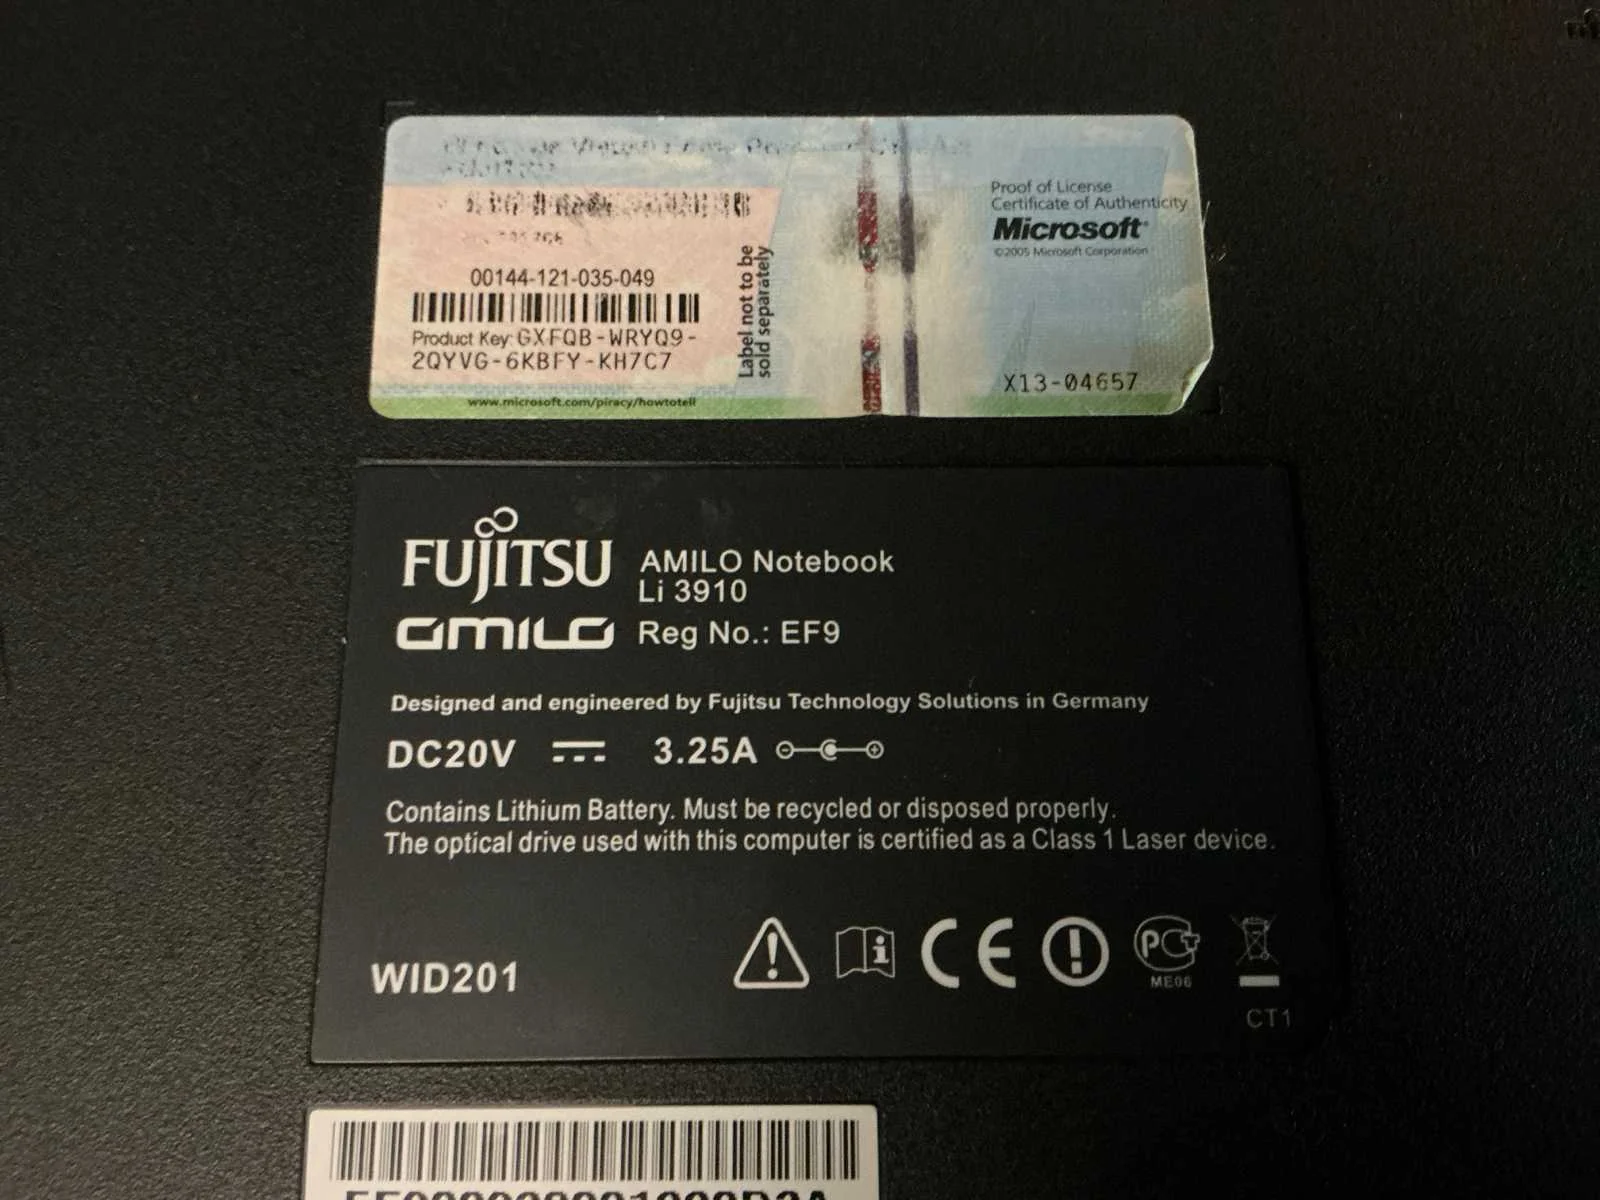 Proof of License
Certificate of Authenticity
Microsoft
©2005 Microsoft Corporation
00144-121-035-049
Product Key: GXFQB-WRYQ9-
2QYVG-6KBFY-KH7C7
Label not to be
sold separately
X13-04657
www.microsoft.com/piracy/howtotell
FUJITSU
AMILO Notebook
Li 3910
AMILO
Reg No.: EF9
Designed and engineered by Fujitsu Technology Solutions in Germany
DC20V 3.25A
Contains Lithium Battery. Must be recycled or disposed properly.
The optical drive used with this computer is certified as a Class 1 Laser device.
WID201
CE
ME06
CT1